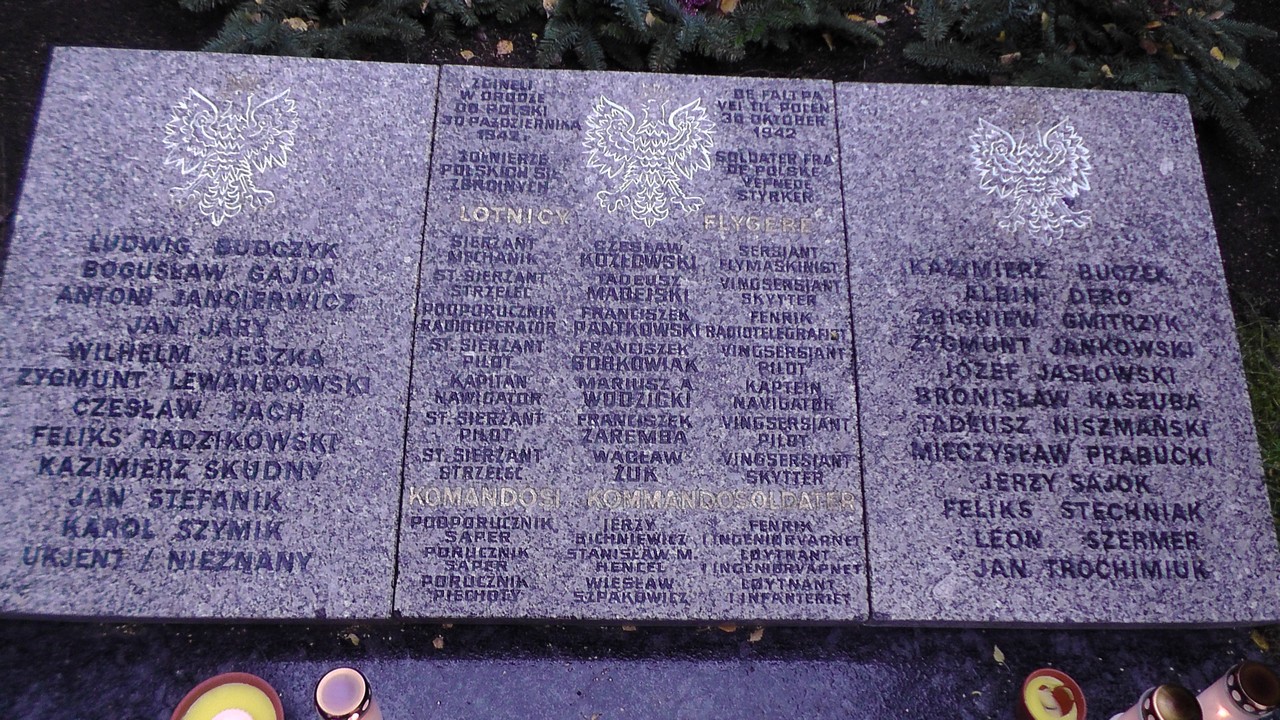 LUDWIG BUDCZYK
BOGUSŁAW GAJDA
ANTONI JANCIERWICZ
JAN JARY
WILHELM JESZKA
ZYGMUNT LEWANDOWSKI
CZESŁAW PACH
FELIKS RADZIKOWSKI
KAZIMIERZ SKUDNY
JAN STEFANIK
KAROL SZYMIK
UKJENT / NIEZNANY
ZGINĘLI
W DRODZE
DO POLSKI
30 PAŹDZIERNIKA
1942
ŻOŁNIERZE
POLSKICH SIŁ
ZBROJNYCH
DE FALT PÅ
VEI TIL POLEN
30 OKTOBER
1942
SOLDATER FRA
DE POLSKE
VEPNEDE
STYRKER
LOTNICY FLYGERE
SIERŻANT CZESŁAW SERSJANT
MECHANIK KOZŁOWSKI FLYMASKINIST
ST. SIERŻANT TADEUSZ VINGSERSJANT
STRZELEC MADEJSKI SKYTTER
PODPORUCZNIK FRANCISZEK FENRIK
RADIOOPERATOR PANTKOWSKI RADIOTELEGRAFIST
ST. SIERŻANT FRANCISZEK VINGSERSJANT
PILOT SOBKOWIAK PILOT
KAPITAN MARIUSZ A KAPTEIN
NAWIGATOR WODZICKI NAVIGATOR
ST. SIERŻANT FRANCISZEK VINGSERSJANT
PILOT ZAREMBA PILOT
ST. SIERŻANT WACŁAW VINGSERSJANT
STRZELEC ŻUK SKYTTER
KOMANDOSI KOMMANDOSOLDATER
PODPORUCZNIK JERZY FENRIK
SAPER BICHNIEWICZ I INGENIØRVAPNET
PORUCZNIK STANISŁAW M. LØYTNANT
SAPER HENCEL I INGENIØRVAPNET
PORUCZNIK WIESŁAW LØYTNANT
PIECHOTY SZPAKOWICZ I INFANTERIET
KAZIMIERZ BUCZEK
ALBIN DERO
ZBIGNIEW GMITRZYK
ZYGMUNT JANKOWSKI
JÓZEF JASŁOWSKI
BRONISŁAW KASZUBA
TADEUSZ NISZMAŃSKI
MIECZYSŁAW PRABUCKI
JERZY SAJOK
FELIKS STĘCHNIAK
LEON SZERMER
JAN TROCHIMIUK